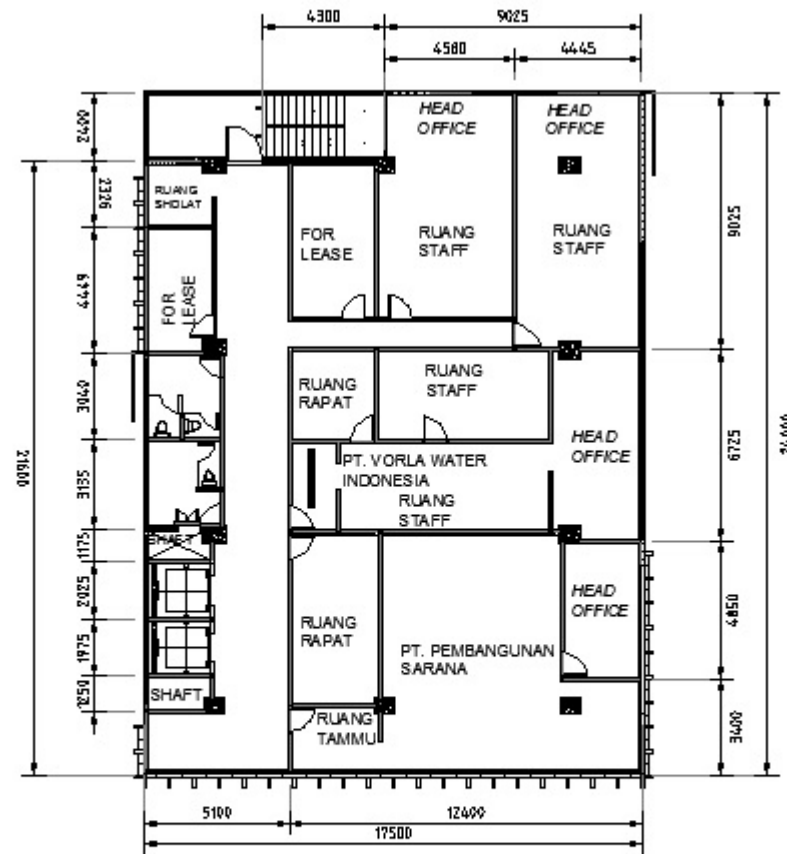 4300
9025
4580
4445
HEAD
OFFICE
HEAD
OFFICE
2400
2326
RUANG
SHOLAT
FOR
LEASE
RUANG
STAFF
RUANG
STAFF
9025
4449
FOR
LEASE
3040
RUANG
RAPAT
RUANG
STAFF
6725
HEAD
OFFICE
PT. VORLA WATER
INDONESIA
RUANG
STAFF
21600
3135
1175
SHAFT
2025
1975
1250
SHAFT
RUANG
RAPAT
PT. PEMBANGUNAN
SARANA
HEAD
OFFICE
4850
RUANG
TAMMU
3400
5100
12400
17500